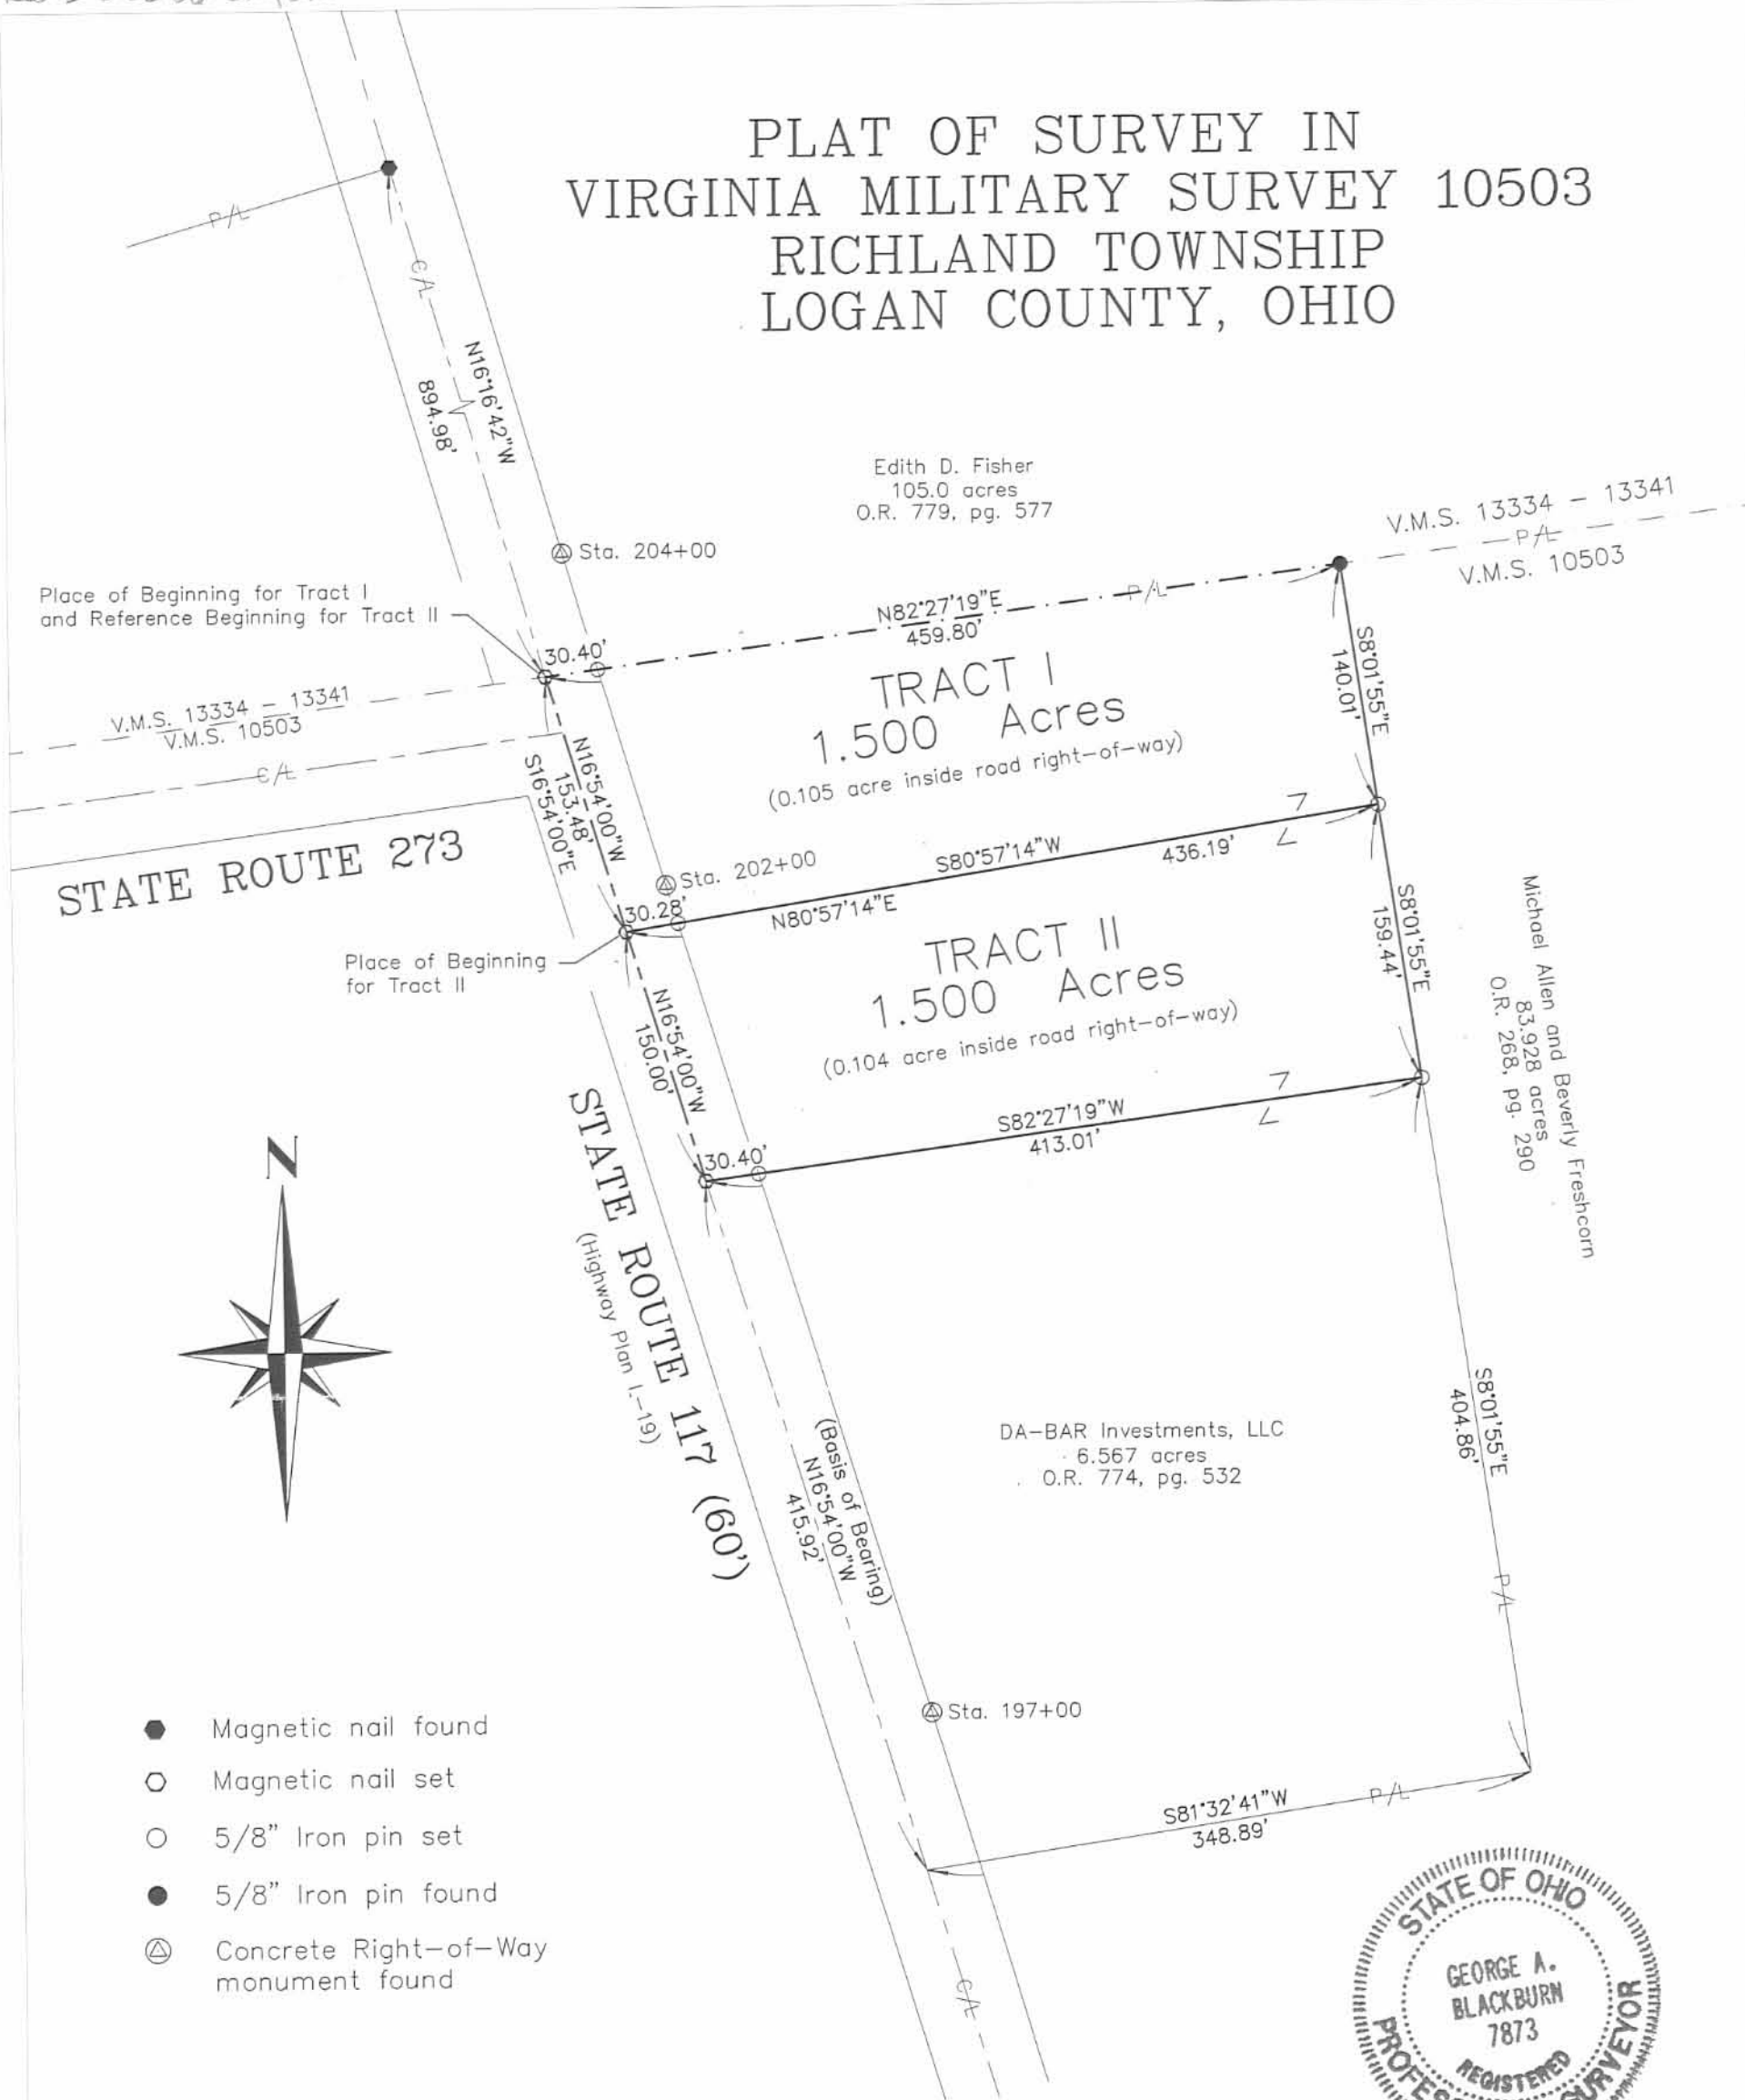 PLAT OF SURVEY IN
VIRGINIA MILITARY SURVEY 10503
RICHLAND TOWNSHIP
LOGAN COUNTY, OHIO
P/L
C/L
N16°16'42"W
894.98'
Edith D. Fisher
105.0 acres
O.R. 779, pg. 577
V.M.S. 13334 - 13341
P/L
V.M.S. 10503
Sta. 204+00
Place of Beginning for Tract I
and Reference Beginning for Tract II
30.40'
N82°27'19"E
459.80'
P/L
S8°01'55"E
140.01'
TRACT I
1.500 Acres
(0.105 acre inside road right-of-way)
V.M.S. 13334 - 13341
V.M.S. 10503
C/L
STATE ROUTE 273
N16°54'00"W
153.48'
S16°54'00"E
Sta. 202+00
30.28'
S80°57'14"W
436.19'
N80°57'14"E
Place of Beginning
for Tract II
TRACT II
1.500 Acres
(0.104 acre inside road right-of-way)
S8°01'55"E
159.44'
Michael Allen and Beverly Freshcorn
83.928 acres
O.R. 268, pg. 290
N16°54'00"W
150.00'
S82°27'19"W
413.01'
30.40'
N
STATE ROUTE 117 (60')
(Highway Plan I-19)
(Basis of Bearing)
N16°54'00"W
415.92'
DA-BAR Investments, LLC
6.567 acres
O.R. 774, pg. 532
S8°01'55"E
404.86'
P/L
Sta. 197+00
S81°32'41"W
348.89'
P/L
C/L
Magnetic nail found
Magnetic nail set
5/8" Iron pin set
5/8" Iron pin found
Concrete Right-of-Way
monument found
STATE OF OHIO
GEORGE A.
BLACKBURN
7873
REGISTERED
SURVEYOR